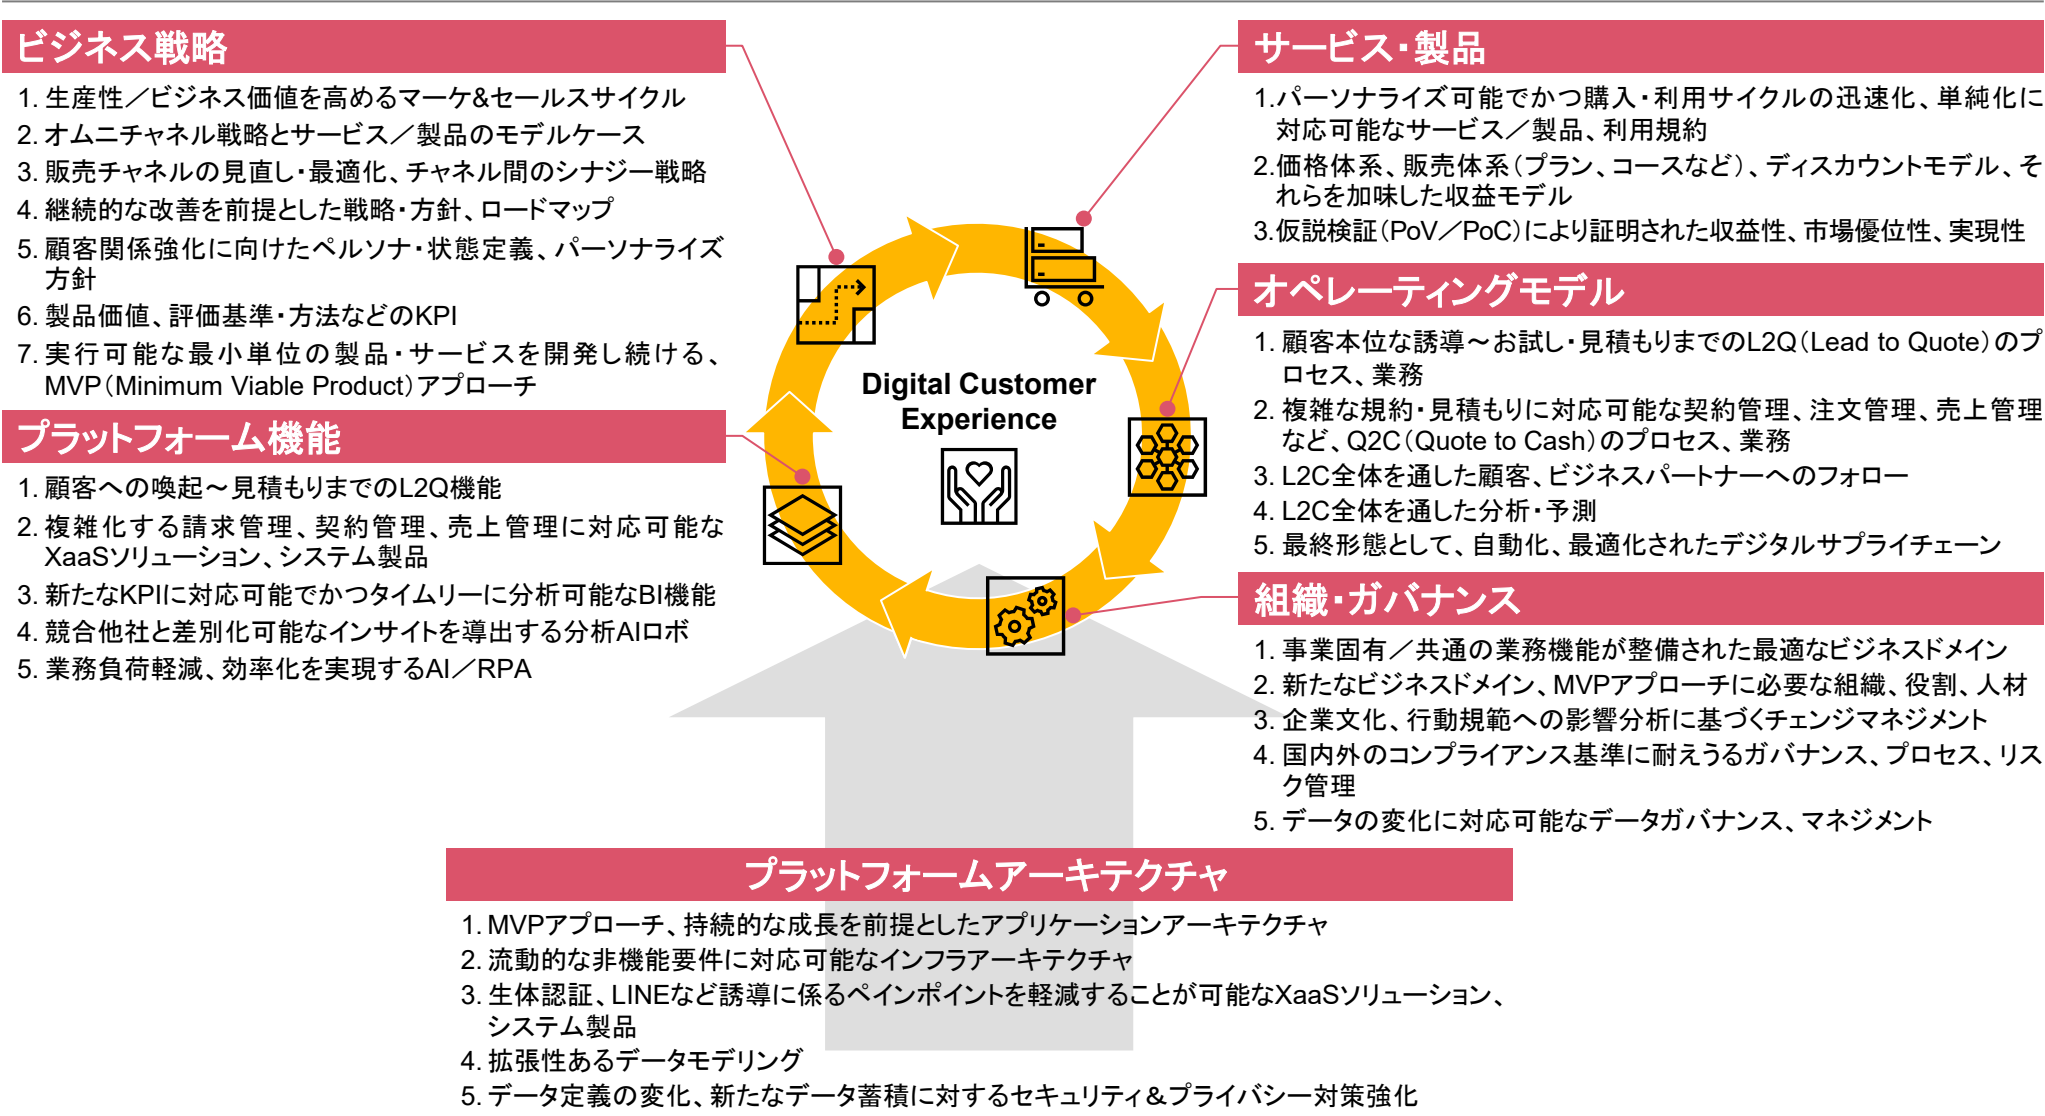 ビジネス戦略
1. 生産性／ビジネス価値を高めるマーケ&セールスサイクル
2. オムニチャネル戦略とサービス／製品のモデルケース
3. 販売チャネルの見直し・最適化、チャネル間のシナジー戦略
4. 継続的な改善を前提とした戦略・方針、ロードマップ
5. 顧客関係強化に向けたペルソナ・状態定義、パーソナライズ
方針
6. 製品価値、評価基準・方法などのKPI
7. 実行可能な最小単位の製品・サービスを開発し続ける、
MVP（Minimum Viable Product）アプローチ
プラットフォーム機能
1. 顧客への喚起～見積もりまでのL2Q機能
2. 複雑化する請求管理、契約管理、売上管理に対応可能な
XaaSソリューション、システム製品
3. 新たなKPIに対応可能でかつタイムリーに分析可能なBI機能
4. 競合他社と差別化可能なインサイトを導出する分析AIロボ
5. 業務負荷軽減、効率化を実現するAI／RPA
Digital Customer
Experience
サービス・製品
1.パーソナライズ可能でかつ購入・利用サイクルの迅速化、単純化に
対応可能なサービス／製品、利用規約
2.価格体系、販売体系（プラン、コースなど）、ディスカウントモデル、そ
れらを加味した収益モデル
3.仮説検証（PoV／PoC）により証明された収益性、市場優位性、実現性
オペレーティングモデル
1. 顧客本位な誘導～お試し・見積もりまでのL2Q（Lead to Quote）のプ
ロセス、業務
2. 複雑な規約・見積もりに対応可能な契約管理、注文管理、売上管理
など、Q2C（Quote to Cash）のプロセス、業務
3. L2C全体を通した顧客、ビジネスパートナーへのフォロー
4. L2C全体を通した分析・予測
5. 最終形態として、自動化、最適化されたデジタルサプライチェーン
組織・ガバナンス
1. 事業固有／共通の業務機能が整備された最適なビジネスドメイン
2. 新たなビジネスドメイン、MVPアプローチに必要な組織、役割、人材
3. 企業文化、行動規範への影響分析に基づくチェンジマネジメント
4. 国内外のコンプライアンス基準に耐えうるガバナンス、プロセス、リス
ク管理
5. データの変化に対応可能なデータガバナンス、マネジメント
プラットフォームアーキテクチャ
1. MVPアプローチ、持続的な成長を前提としたアプリケーションアーキテクチャ
2. 流動的な非機能要件に対応可能なインフラアーキテクチャ
3. 生体認証、LINEなど誘導に係るペインポイントを軽減することが可能なXaaSソリューション、
システム製品
4. 拡張性あるデータモデリング
5. データ定義の変化、新たなデータ蓄積に対するセキュリティ＆プライバシー対策強化